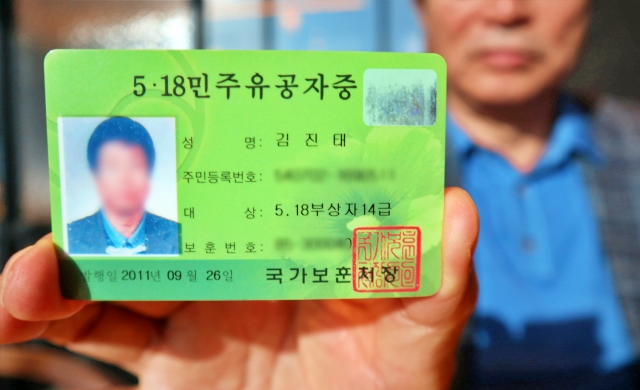 5·18민주유공자증
성 명: 김 진 태
주민등록번호:
대 상: 5.18부상자14급
보 훈 번 호:
발행일 2011년 09월 26일 국가보훈처장